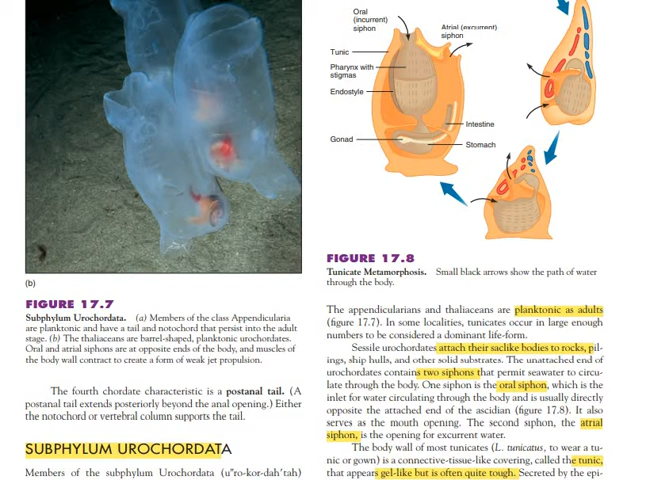 (b)
FIGURE 17.7
Subphylum Urochordata. (a) Members of the class Appendicularia
are planktonic and have a tail and notochord that persist into the adult
stage. (b) The thaliaceans are barrel-shaped, planktonic urochordates.
Oral and atrial siphons are at opposite ends of the body, and muscles of
the body wall contract to create a form of weak jet propulsion.
The fourth chordate characteristic is a postanal tail. (A
postanal tail extends posteriorly beyond the anal opening.) Either
the notochord or vertebral column supports the tail.
SUBPHYLUM UROCHORDATA
Members of the subphylum Urochordata (u″ro-kor-dah′tah)
Oral
(incurrent)
siphon
Atrial (excurrent)
siphon
Tunic
Pharynx with
stigmas
Endostyle
Intestine
Gonad
Stomach
FIGURE 17.8
Tunicate Metamorphosis. Small black arrows show the path of water
through the body.
The appendicularians and thaliaceans are planktonic as adults
(figure 17.7). In some localities, tunicates occur in large enough
numbers to be considered a dominant life-form.
Sessile urochordates attach their saclike bodies to rocks, pil-
ings, ship hulls, and other solid substrates. The unattached end of
urochordates contains two siphons that permit seawater to circu-
late through the body. One siphon is the oral siphon, which is the
inlet for water circulating through the body and is usually directly
opposite the attached end of the ascidian (figure 17.8). It also
serves as the mouth opening. The second siphon, the atrial
siphon, is the opening for excurrent water.
The body wall of most tunicates (L. tunicatus, to wear a tu-
nic or gown) is a connective-tissue-like covering, called the tunic,
that appears gel-like but is often quite tough. Secreted by the epi-